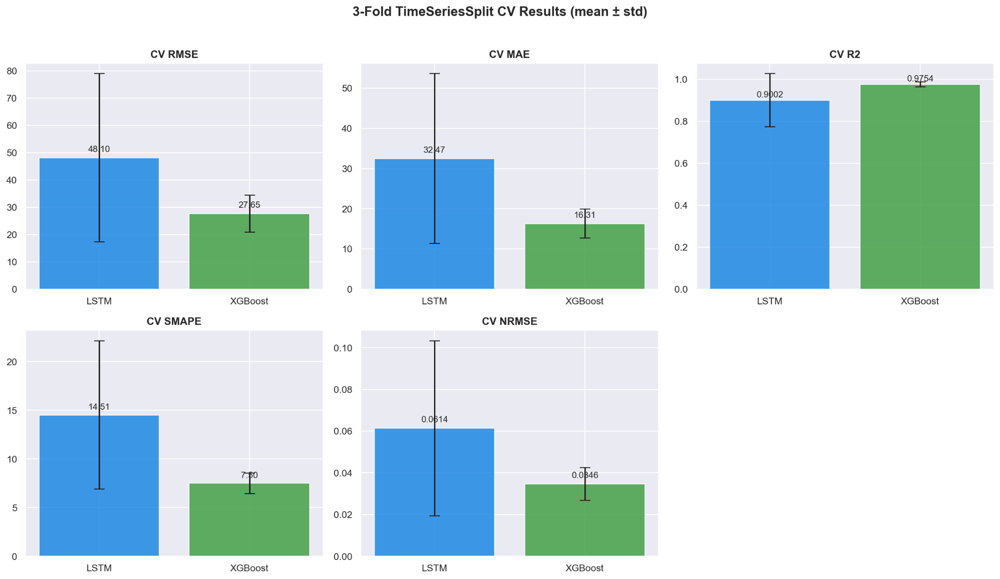 3-Fold TimeSeriesSplit CV Results (mean ± std)
CV RMSE
80
70
60
50
40
30
20
10
0
48.10
27.65
LSTM
XGBoost
CV MAE
50
40
30
20
10
0
32.47
16.31
LSTM
XGBoost
CV R2
1.0
0.8
0.6
0.4
0.2
0.0
0.9002
0.9754
LSTM
XGBoost
CV SMAPE
20
15
10
5
0
14.51
7.50
LSTM
XGBoost
CV NRMSE
0.10
0.08
0.06
0.04
0.02
0.00
0.0614
0.0346
LSTM
XGBoost